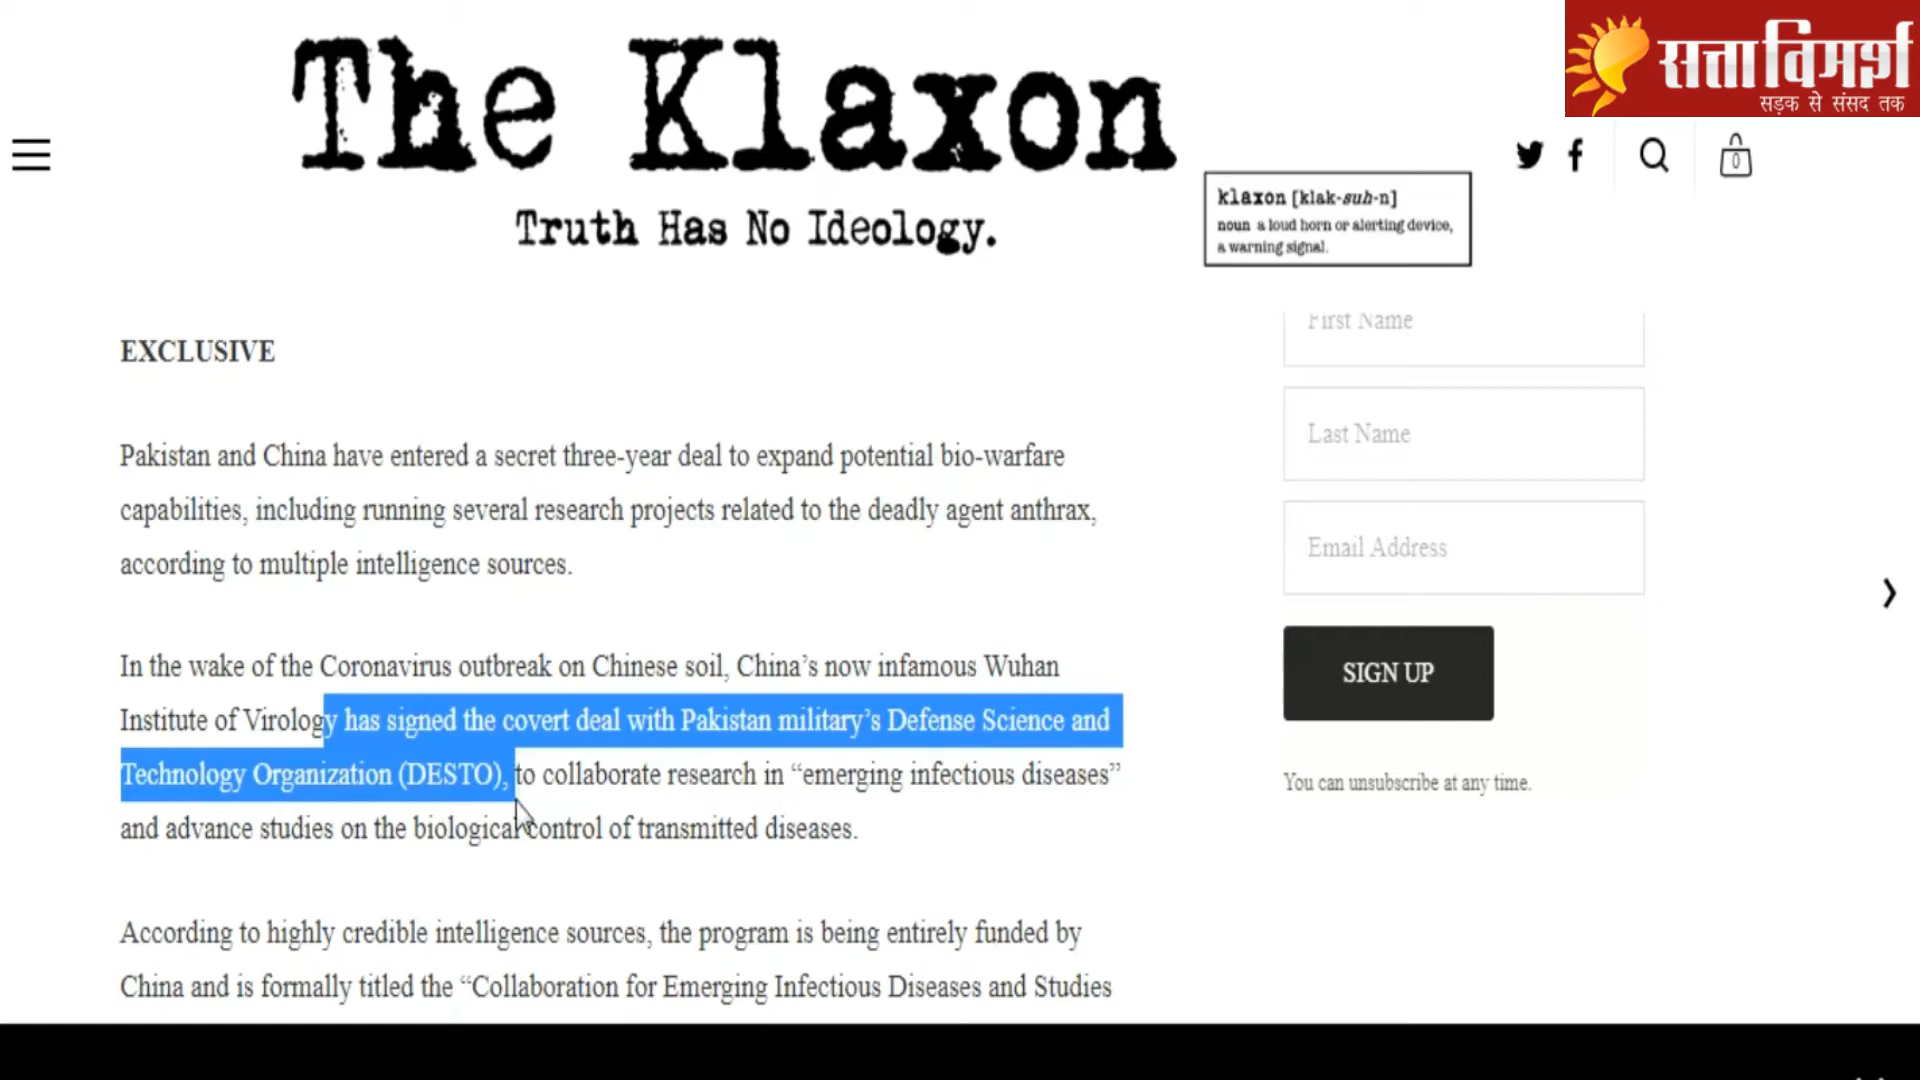 The Klaxon
सत्ता विमर्श
सड़क से संसद तक
Truth Has No Ideology.
klaxon [klak-suh-n]
noun a loud horn or alerting device,
a warning signal.
0
EXCLUSIVE
Pakistan and China have entered a secret three-year deal to expand potential bio-warfare
capabilities, including running several research projects related to the deadly agent anthrax,
according to multiple intelligence sources.
In the wake of the Coronavirus outbreak on Chinese soil, China’s now infamous Wuhan
Institute of Virology has signed the covert deal with Pakistan military’s Defense Science and
Technology Organization (DESTO), to collaborate research in “emerging infectious diseases”
and advance studies on the biological control of transmitted diseases.
According to highly credible intelligence sources, the program is being entirely funded by
China and is formally titled the “Collaboration for Emerging Infectious Diseases and Studies
First Name
Last Name
Email Address
SIGN UP
You can unsubscribe at any time.